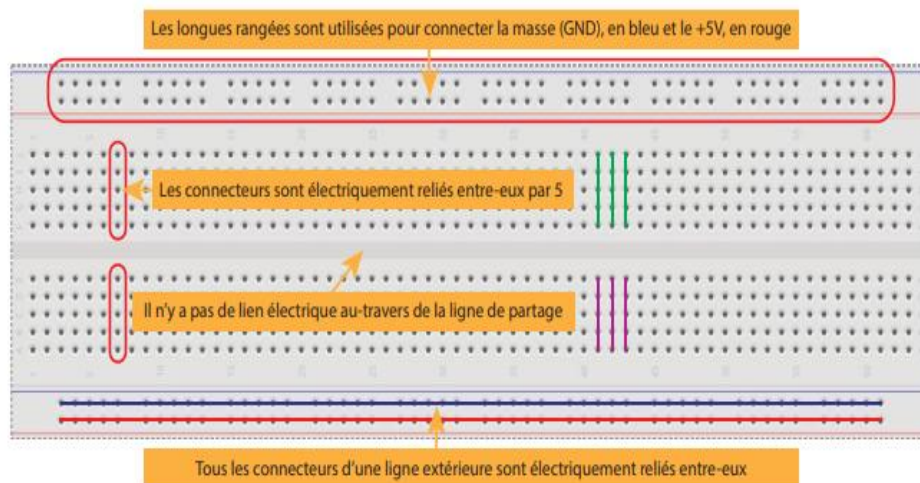 Les longues rangées sont utilisées pour connecter la masse (GND), en bleu et le +5V, en rouge
Les connecteurs sont électriquement reliés entre-eux par 5
Il n'y a pas de lien électrique au-travers de la ligne de partage
Tous les connecteurs d'une ligne extérieure sont électriquement reliés entre-eux